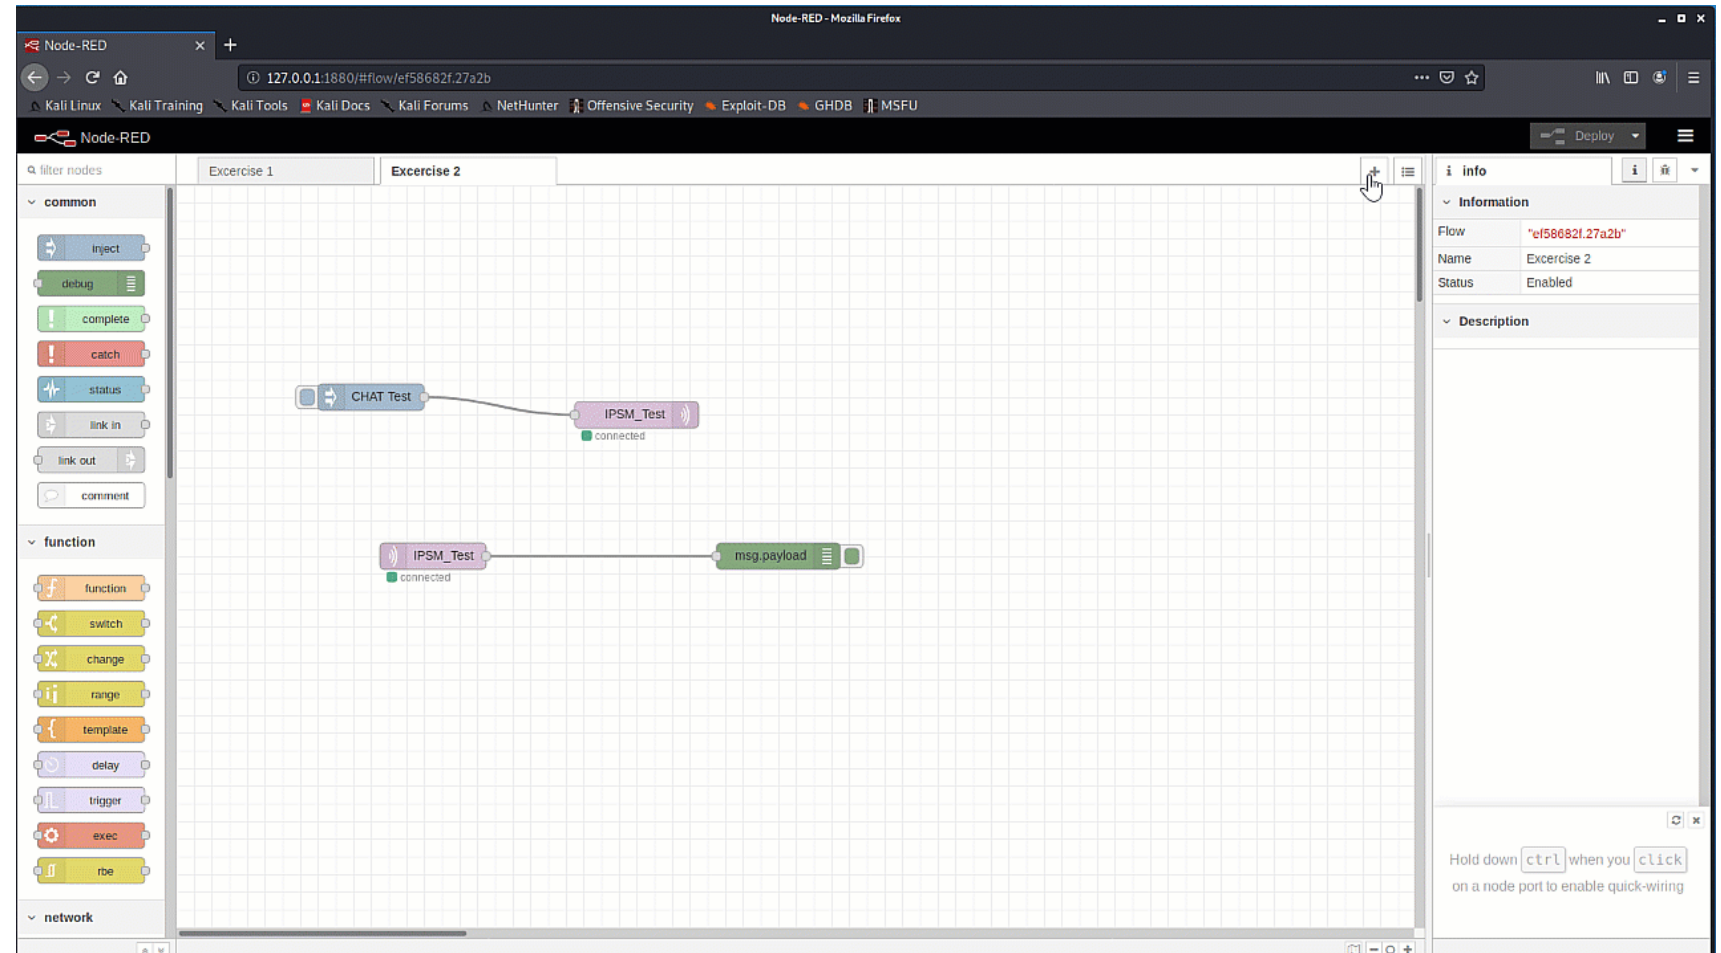 Node-RED - Mozilla Firefox
Node-RED
127.0.0.1:1880/#flow/ef58682f.27a2b
Kali Linux Kali Training Kali Tools Kali Docs Kali Forums NetHunter Offensive Security Exploit-DB GHDB MSFU
Node-RED
Deploy
filter nodes
Excercise 1
Excercise 2
info
common
inject
debug
complete
catch
status
link in
link out
comment
function
function
switch
change
range
template
delay
trigger
exec
rbe
network
CHAT Test
IPSM_Test
connected
IPSM_Test
connected
msg.payload
Information
Flow "ef58682f.27a2b"
Name Excercise 2
Status Enabled
Description
Hold down ctrl when you click
on a node port to enable quick-wiring